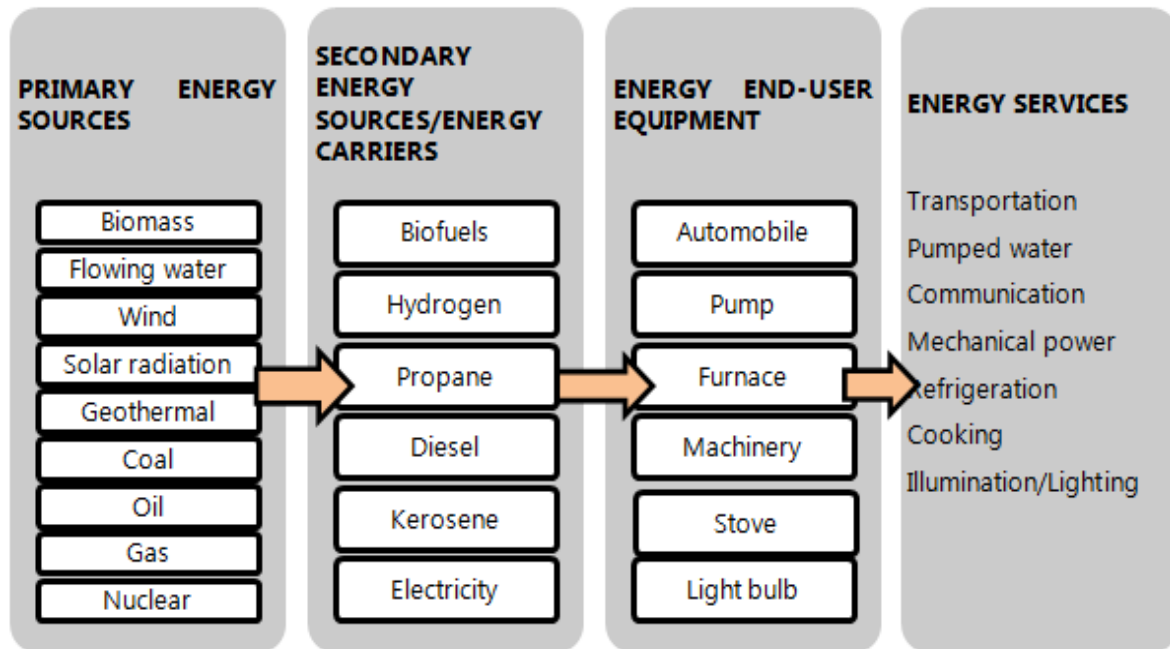 PRIMARY ENERGY
SOURCES
Biomass
Flowing water
Wind
Solar radiation
Geothermal
Coal
Oil
Gas
Nuclear
SECONDARY
ENERGY
SOURCES/ENERGY
CARRIERS
Biofuels
Hydrogen
Propane
Diesel
Kerosene
Electricity
ENERGY END-USER
EQUIPMENT
Automobile
Pump
Furnace
Machinery
Stove
Light bulb
ENERGY SERVICES
Transportation
Pumped water
Communication
Mechanical power
Refrigeration
Cooking
Illumination/Lighting